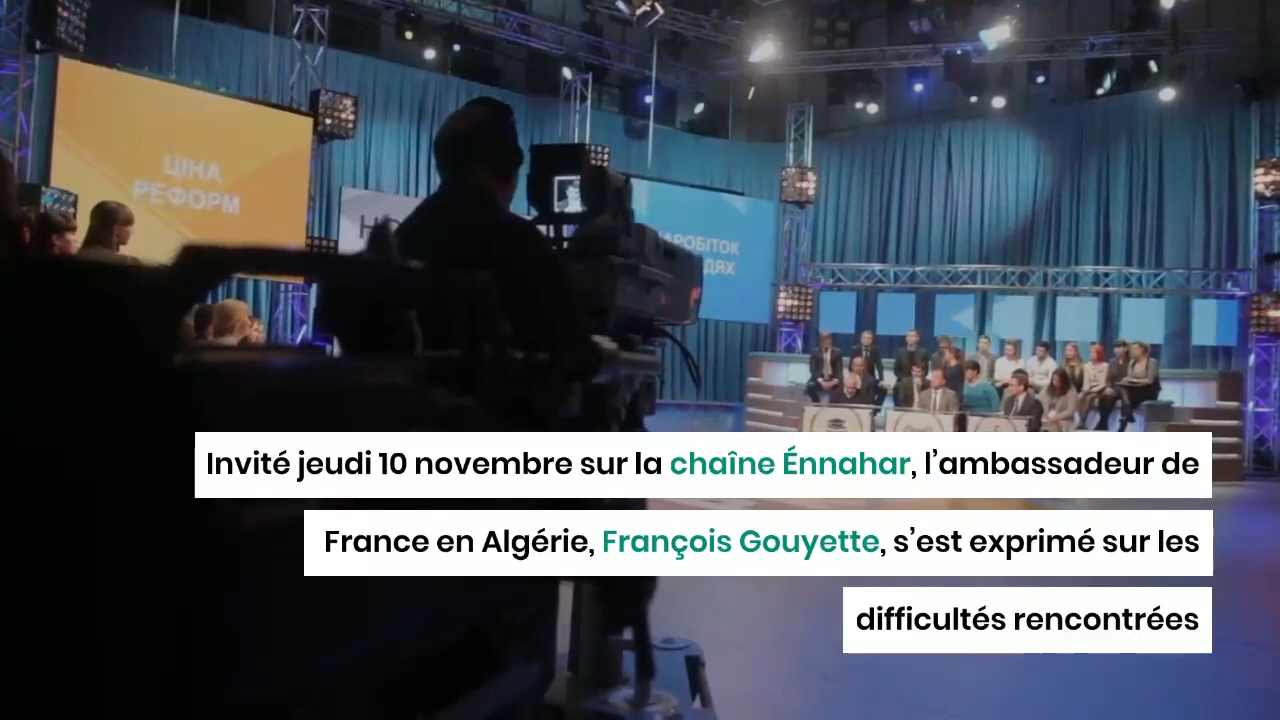 ЦІНА
РЕФОРМ
Invité jeudi 10 novembre sur la chaîne Énnahar, l’ambassadeur de
France en Algérie, François Gouyette, s’est exprimé sur les
difficultés rencontrées